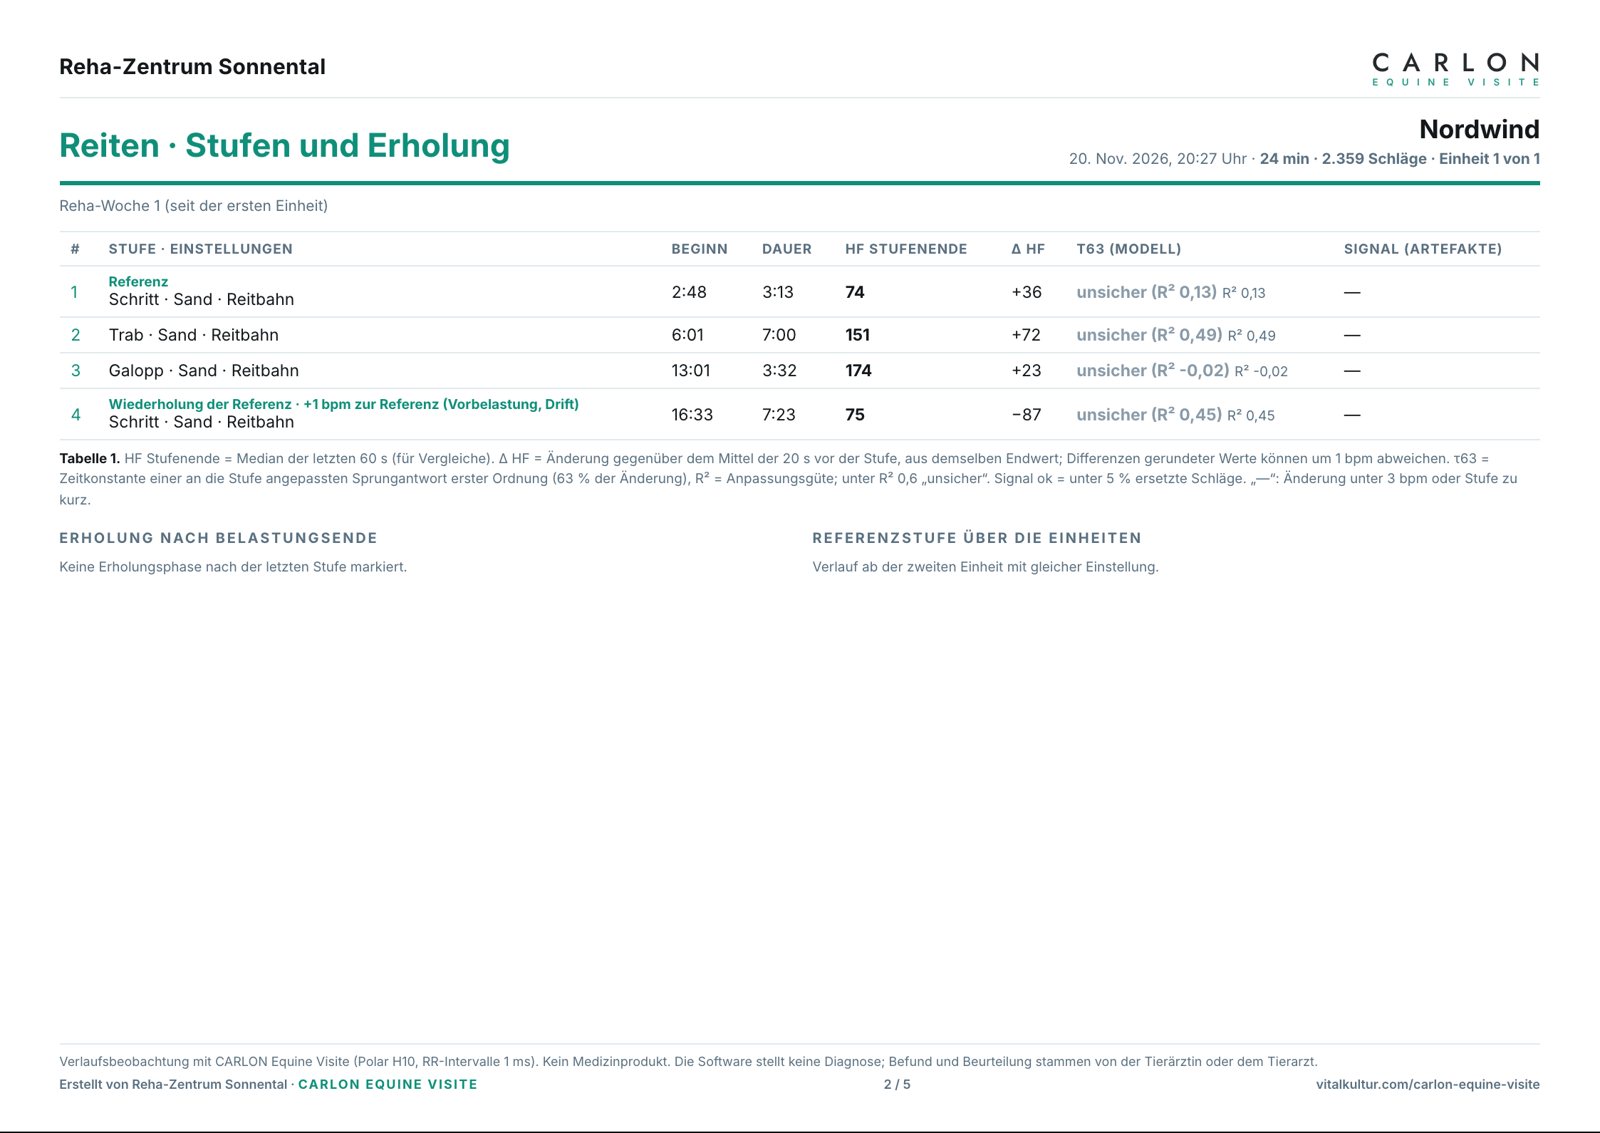 Reha-Zentrum Sonnental
CARLON
EQUINE VISITE
Reiten · Stufen und Erholung
Nordwind
20. Nov. 2026, 20:27 Uhr · 24 min · 2.359 Schläge · Einheit 1 von 1
Reha-Woche 1 (seit der ersten Einheit)
# STUFE · EINSTELLUNGEN BEGINN DAUER HF STUFENENDE Δ HF T63 (MODELL) SIGNAL (ARTEFAKTE)
Referenz
1 Schritt · Sand · Reitbahn 2:48 3:13 74 +36 unsicher (R² 0,13) R² 0,13 —
2 Trab · Sand · Reitbahn 6:01 7:00 151 +72 unsicher (R² 0,49) R² 0,49 —
3 Galopp · Sand · Reitbahn 13:01 3:32 174 +23 unsicher (R² -0,02) R² -0,02 —
Wiederholung der Referenz · +1 bpm zur Referenz (Vorbelastung, Drift)
4 Schritt · Sand · Reitbahn 16:33 7:23 75 −87 unsicher (R² 0,45) R² 0,45 —
Tabelle 1. HF Stufenende = Median der letzten 60 s (für Vergleiche). Δ HF = Änderung gegenüber dem Mittel der 20 s vor der Stufe, aus demselben Endwert; Differenzen gerundeter Werte können um 1 bpm abweichen. τ63 =
Zeitkonstante einer an die Stufe angepassten Sprungantwort erster Ordnung (63 % der Änderung), R² = Anpassungsgüte; unter R² 0,6 „unsicher“. Signal ok = unter 5 % ersetzte Schläge. „—“: Änderung unter 3 bpm oder Stufe zu
kurz.
ERHOLUNG NACH BELASTUNGSENDE
Keine Erholungsphase nach der letzten Stufe markiert.
REFERENZSTUFE ÜBER DIE EINHEITEN
Verlauf ab der zweiten Einheit mit gleicher Einstellung.
Verlaufsbeobachtung mit CARLON Equine Visite (Polar H10, RR-Intervalle 1 ms). Kein Medizinprodukt. Die Software stellt keine Diagnose; Befund und Beurteilung stammen von der Tierärztin oder dem Tierarzt.
Erstellt von Reha-Zentrum Sonnental · CARLON EQUINE VISITE 2 / 5 vitalkultur.com/carlon-equine-visite